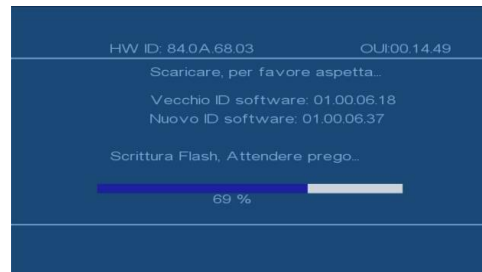 HW ID: 84.0A.68.03 OUI:00.14.49
Scaricare, per favore aspetta...
Vecchio ID software: 01.00.06.18
Nuovo ID software: 01.00.06.37
Scrittura Flash, Attendere prego...
69 %